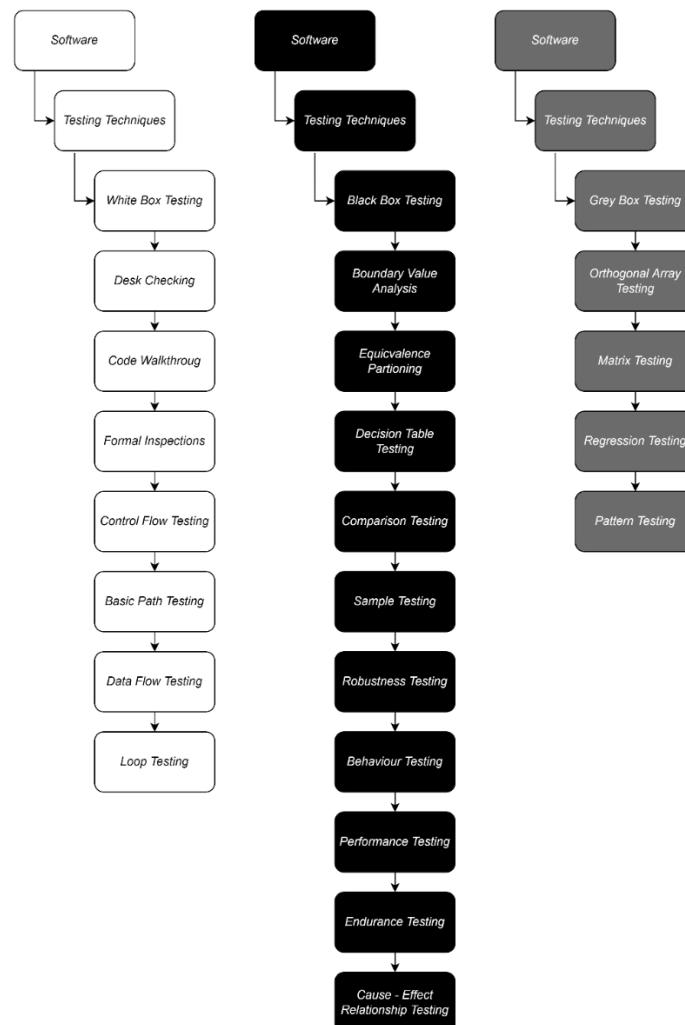 Software
Testing Techniques
White Box Testing
Desk Checking
Code Walkthroug
Formal Inspections
Control Flow Testing
Basic Path Testing
Data Flow Testing
Loop Testing
Software
Testing Techniques
Black Box Testing
Boundary Value
Analysis
Equicvalence
Partioning
Decision Table
Testing
Comparison Testing
Sample Testing
Robustness Testing
Behaviour Testing
Performance Testing
Endurance Testing
Cause - Effect
Relationship Testing
Software
Testing Techniques
Grey Box Testing
Orthogonal Array
Testing
Matrix Testing
Regression Testing
Pattern Testing